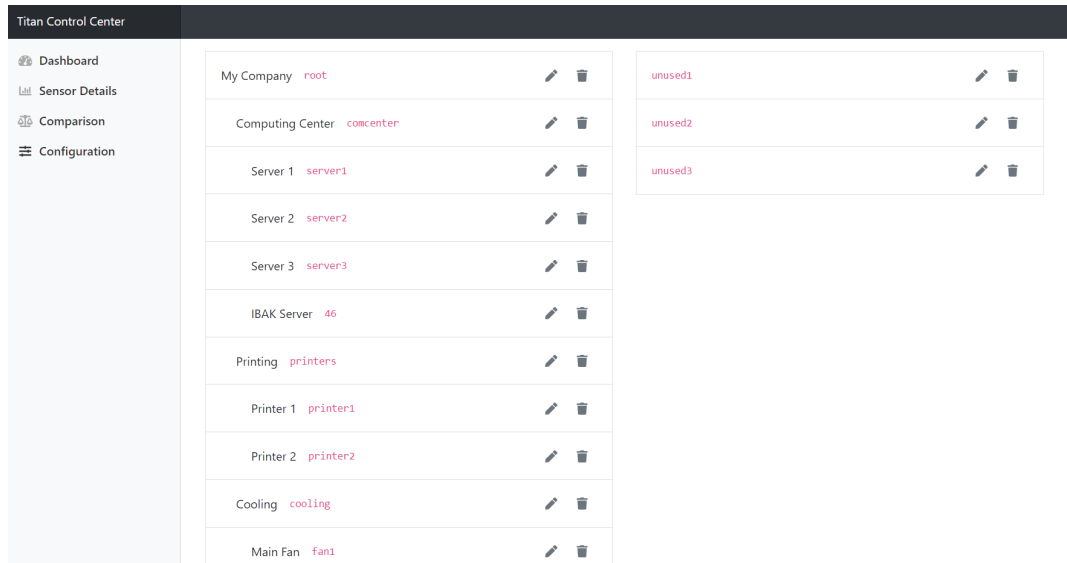 Titan Control Center
Dashboard
Sensor Details
Comparison
Configuration
My Company root
Computing Center comcenter
Server 1 server1
Server 2 server2
Server 3 server3
IBAK Server 46
Printing printers
Printer 1 printer1
Printer 2 printer2
Cooling cooling
Main Fan fan1
unused1
unused2
unused3